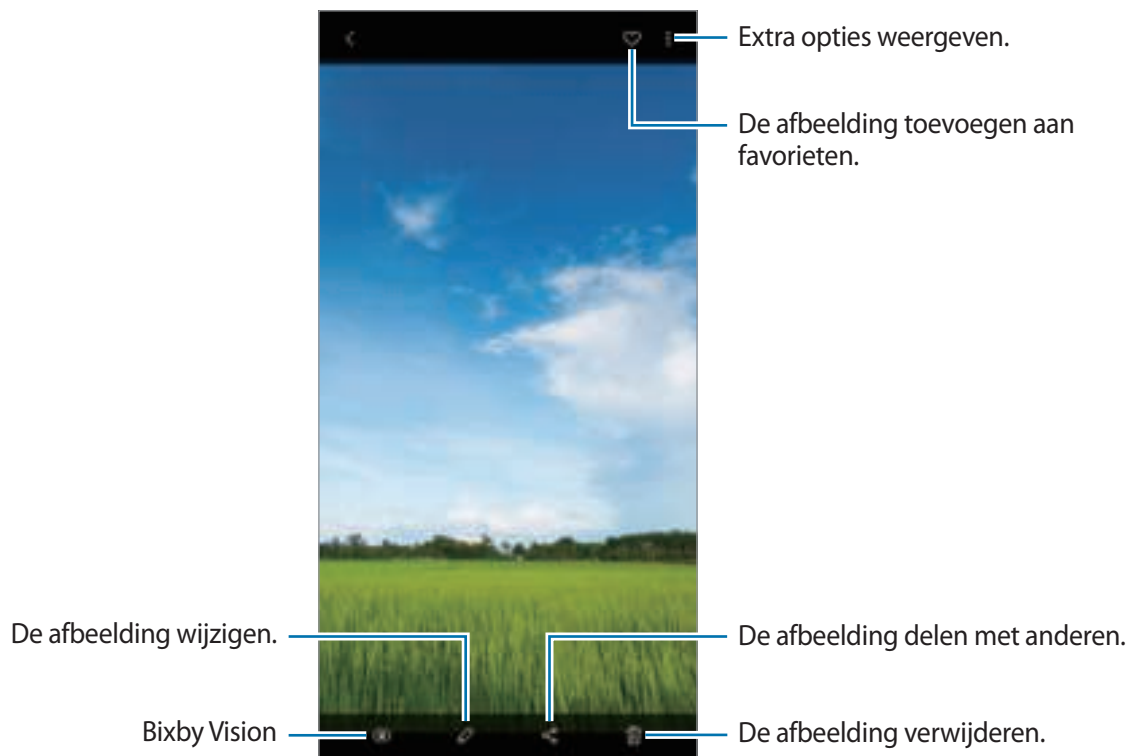 Extra opties weergeven.
De afbeelding toevoegen aan
favorieten.
De afbeelding wijzigen.
De afbeelding delen met anderen.
Bixby Vision
De afbeelding verwijderen.